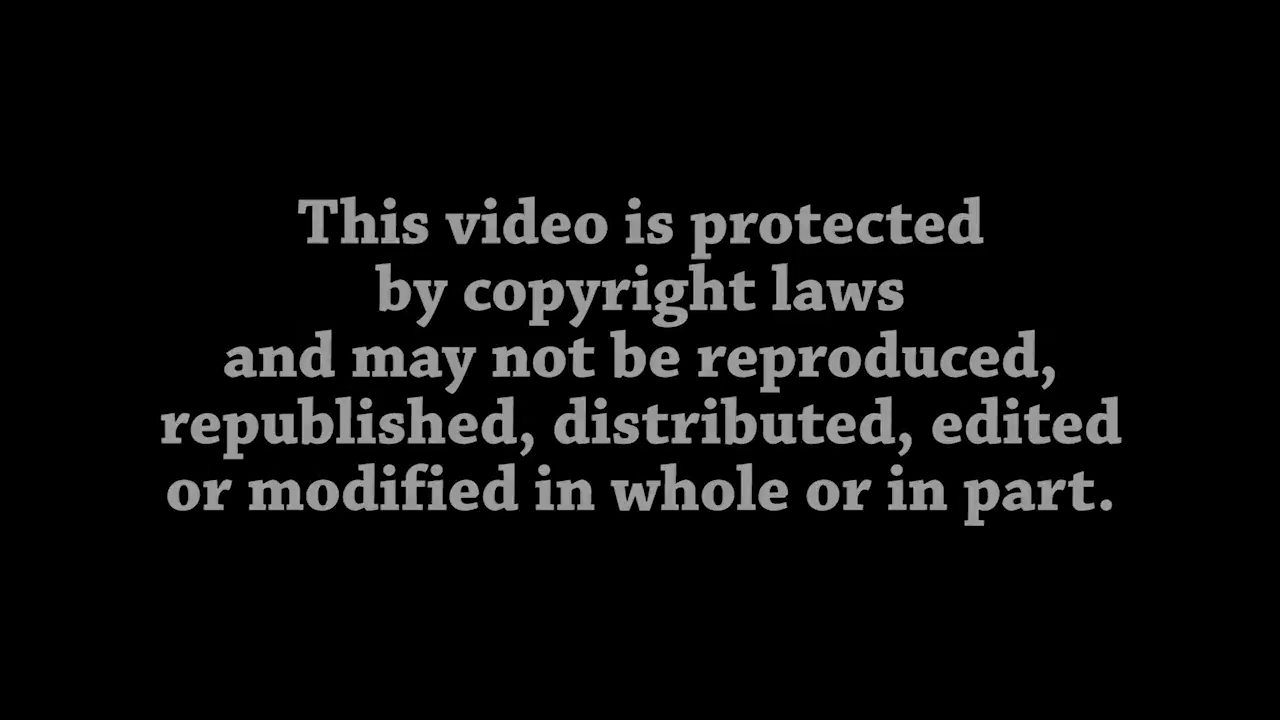 This video is protected
by copyright laws
and may not be reproduced,
republished, distributed, edited
or modified in whole or in part.